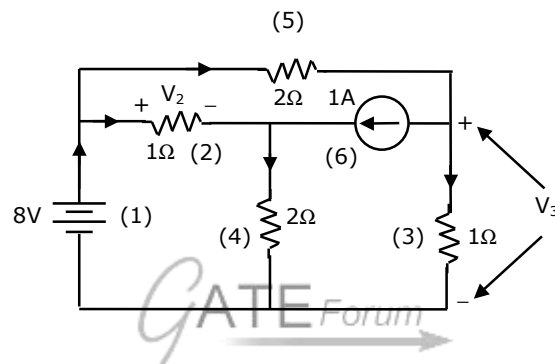 (5)
V2
2Ω
1A
+
−
+
1Ω
(2)
(6)
8V
(1)
(4)
2Ω
(3)
1Ω
V3
−
GATE Forum